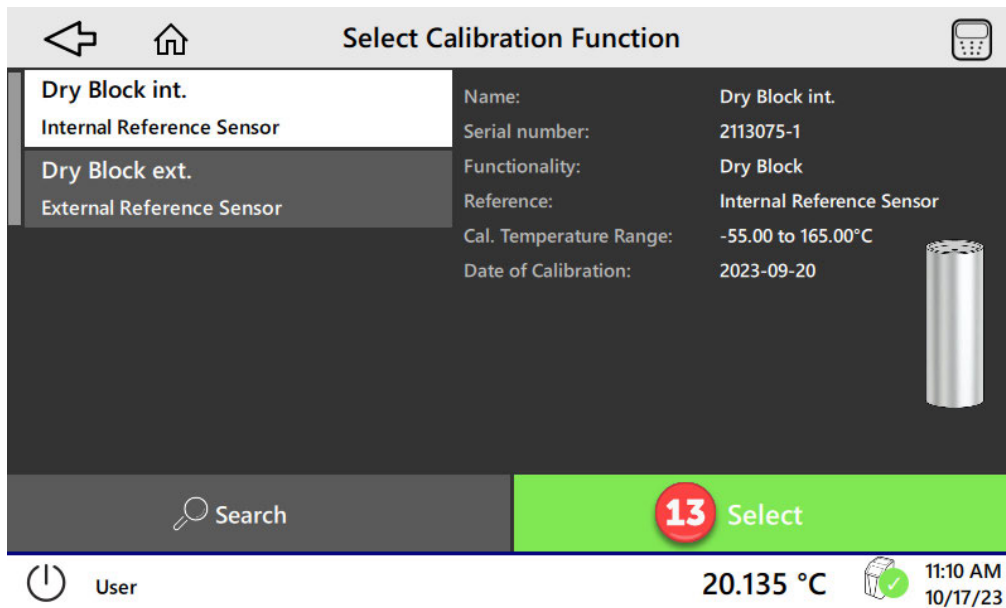 Select Calibration Function
Dry Block int.
Internal Reference Sensor
Dry Block ext.
External Reference Sensor
Name: Dry Block int.
Serial number: 2113075-1
Functionality: Dry Block
Reference: Internal Reference Sensor
Cal. Temperature Range: -55.00 to 165.00°C
Date of Calibration: 2023-09-20
Search
13 Select
User
20.135 °C
11:10 AM
10/17/23